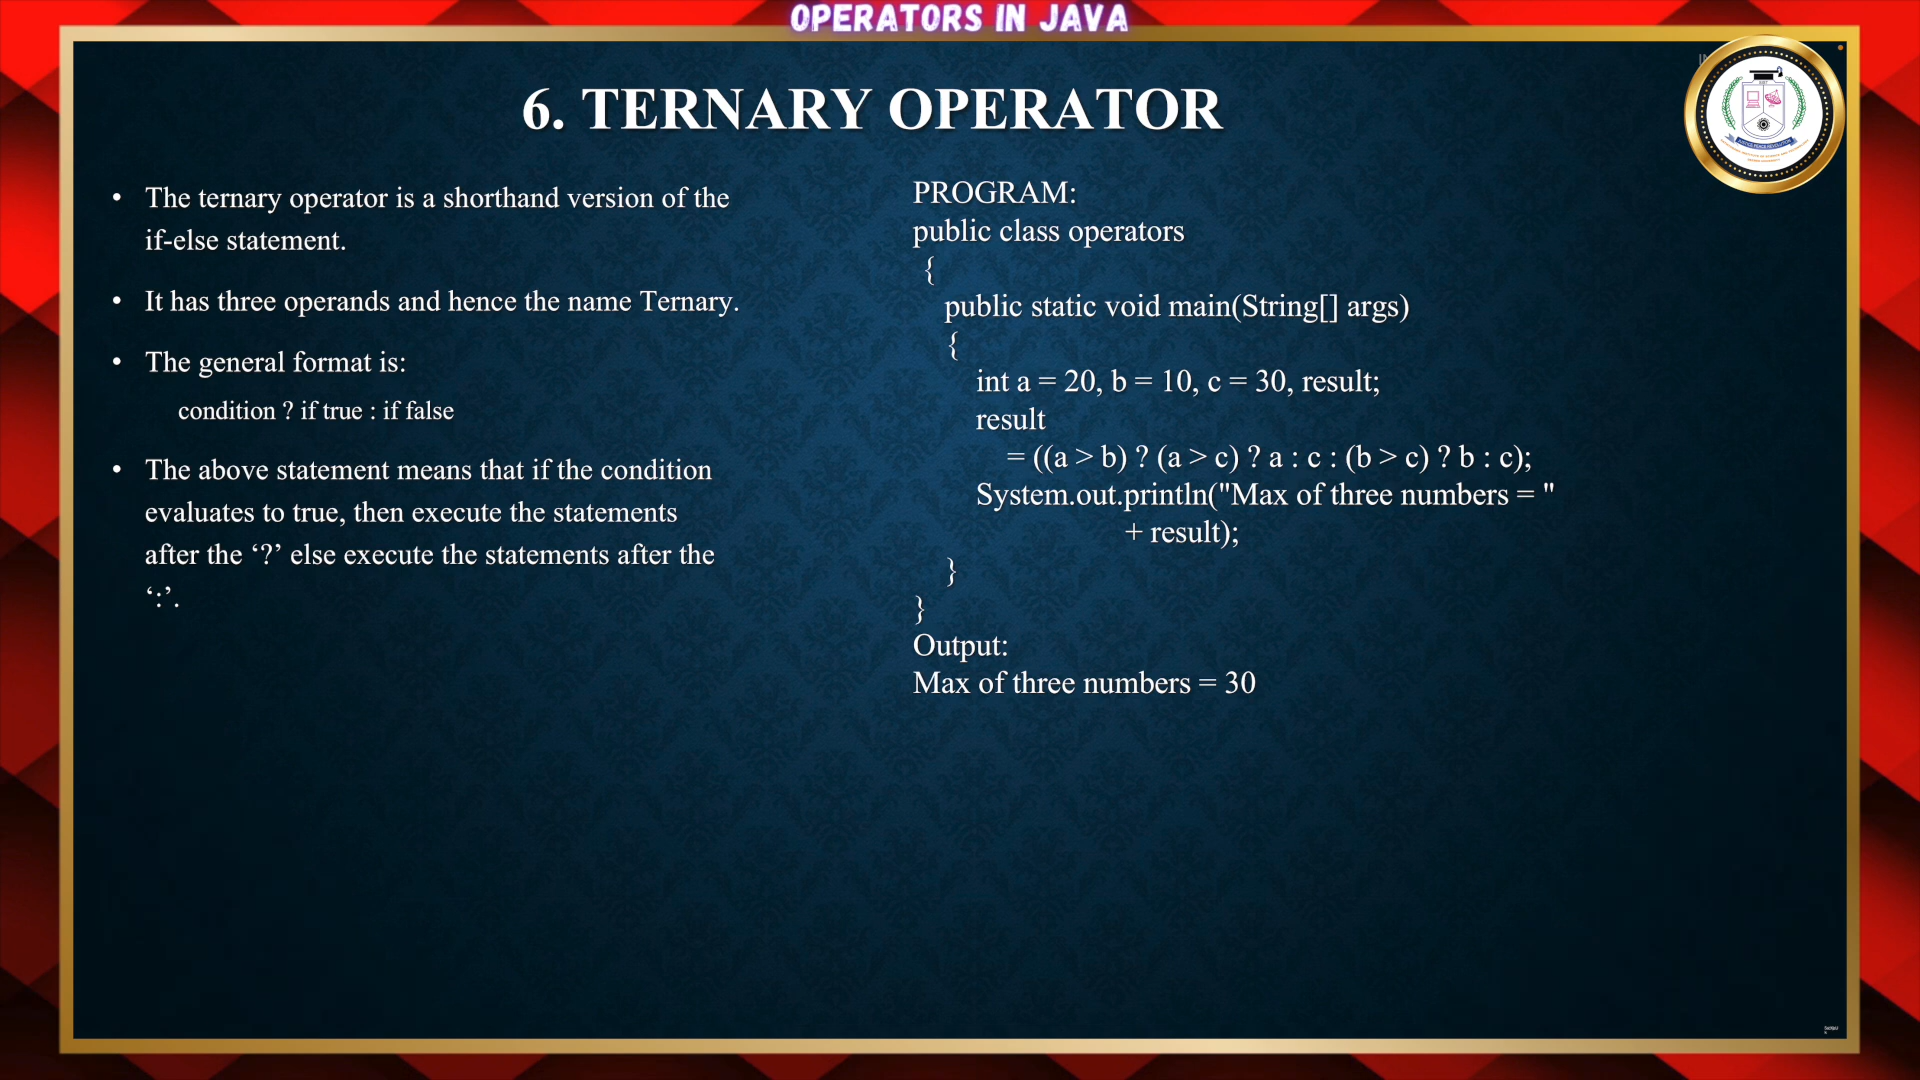 OPERATORS IN JAVA
6. TERNARY OPERATOR
• The ternary operator is a shorthand version of the
if-else statement.
• It has three operands and hence the name Ternary.
• The general format is:
condition ? if true : if false
• The above statement means that if the condition
evaluates to true, then execute the statements
after the ‘?’ else execute the statements after the
‘:’.
PROGRAM:
public class operators
{
public static void main(String[] args)
{
int a = 20, b = 10, c = 30, result;
result
= ((a > b) ? (a > c) ? a : c : (b > c) ? b : c);
System.out.println("Max of three numbers = "
+ result);
}
}
Output:
Max of three numbers = 30